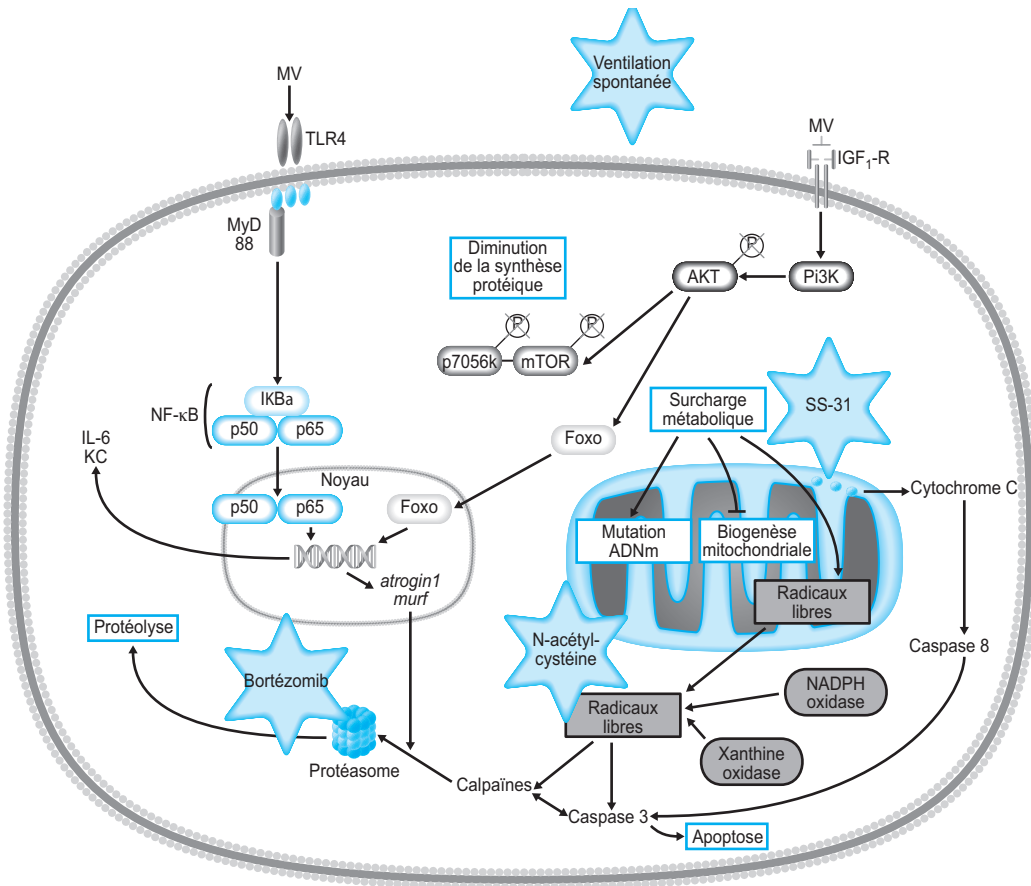 Ventilation
spontanée
MV
TLR4
MyD
88
MV
IGF1-R
Diminution
de la synthèse
protéique
P
AKT
Pi3K
P
P
p7056k
mTOR
NF-κB
IKBa
p50
p65
IL-6
KC
Foxo
Surcharge
métabolique
SS-31
Noyau
p50
p65
Foxo
Cytochrome C
Mutation
ADNm
Biogenèse
mitochondriale
atrogin1
murf
Radicaux
libres
Protéolyse
N-acétyl-
cystéine
Caspase 8
Bortézomib
NADPH
oxidase
Radicaux
libres
Xanthine
oxidase
Protéasome
Calpaïnes
Caspase 3
Apoptose